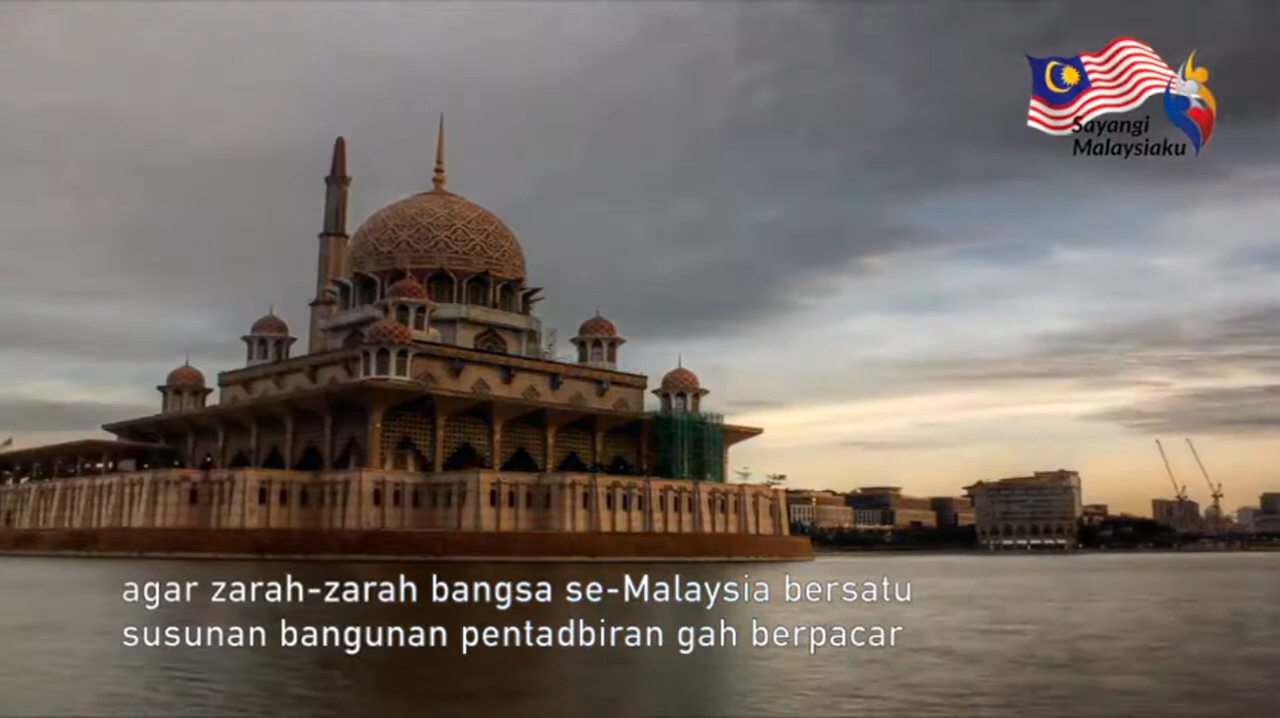 Sayangi
Malaysiaku
agar zarah-zarah bangsa se-Malaysia bersatu
susunan bangunan pentadbiran gah berpacar